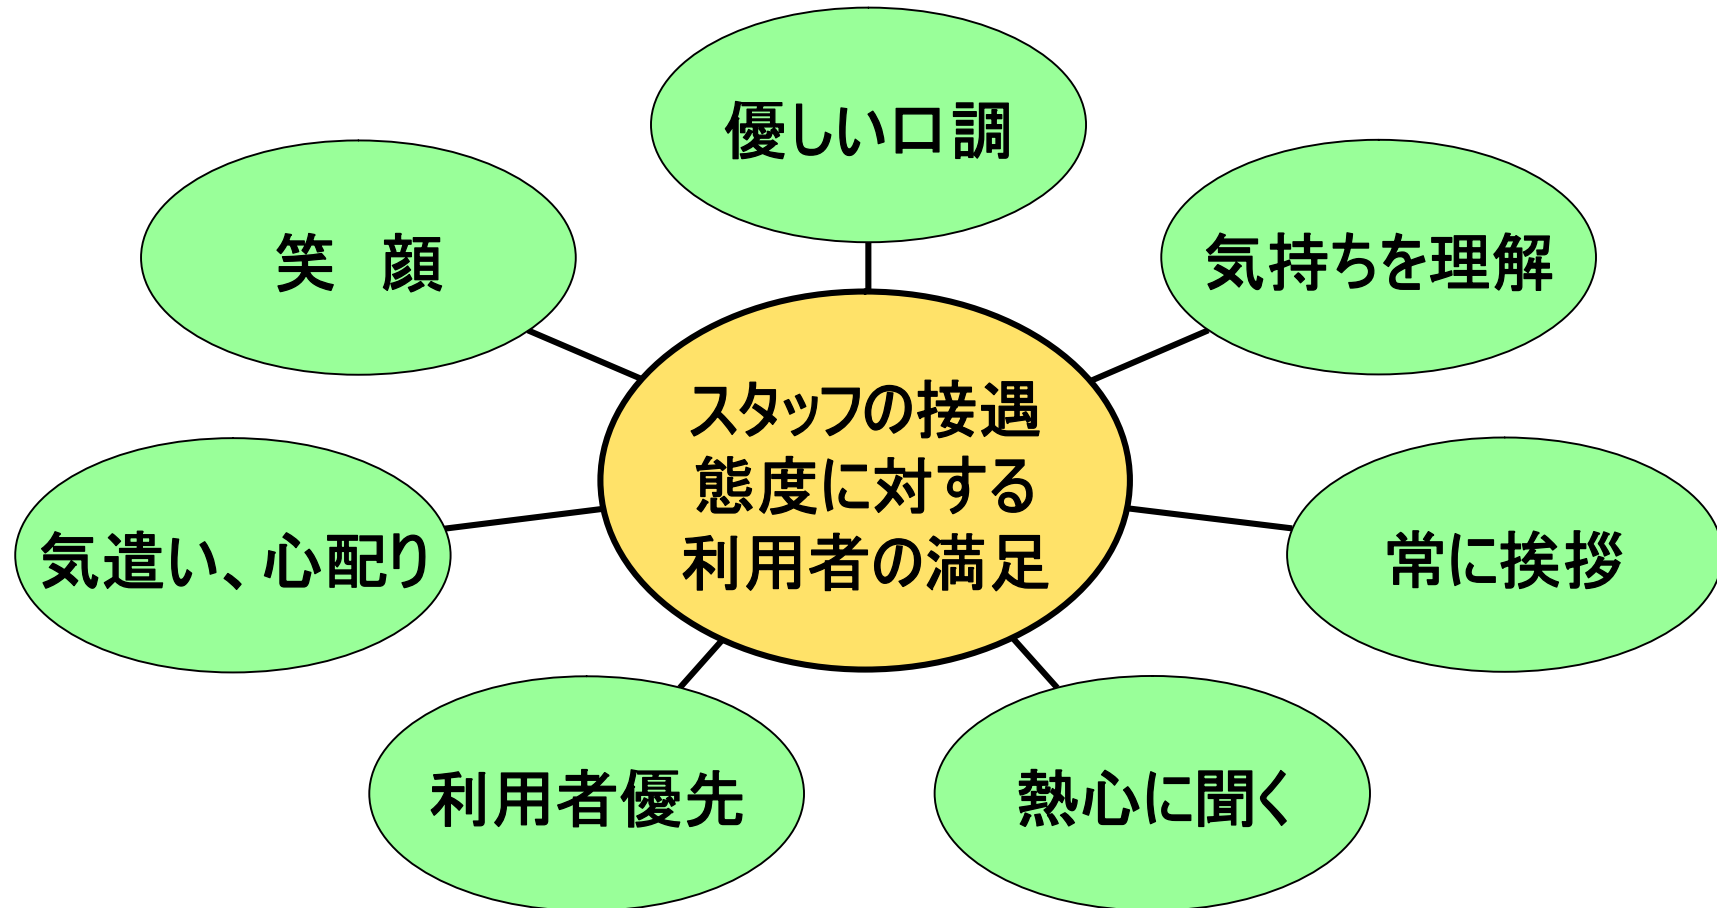 優しい口調
笑　顔
気持ちを理解
スタッフの接遇
態度に対する
利用者の満足
気遣い、心配り
常に挨拶
利用者優先
熱心に聞く